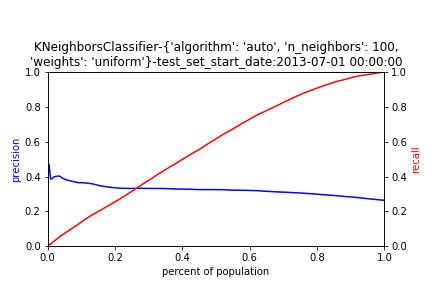 KNeighborsClassifier-{'algorithm': 'auto', 'n_neighbors': 100,
'weights': 'uniform'}-test_set_start_date:2013-07-01 00:00:00
1.0
0.8
0.6
0.4
0.2
0.0
precision
1.0
0.8
0.6
0.4
0.2
0.0
recall
0.0 0.2 0.4 0.6 0.8 1.0
percent of population